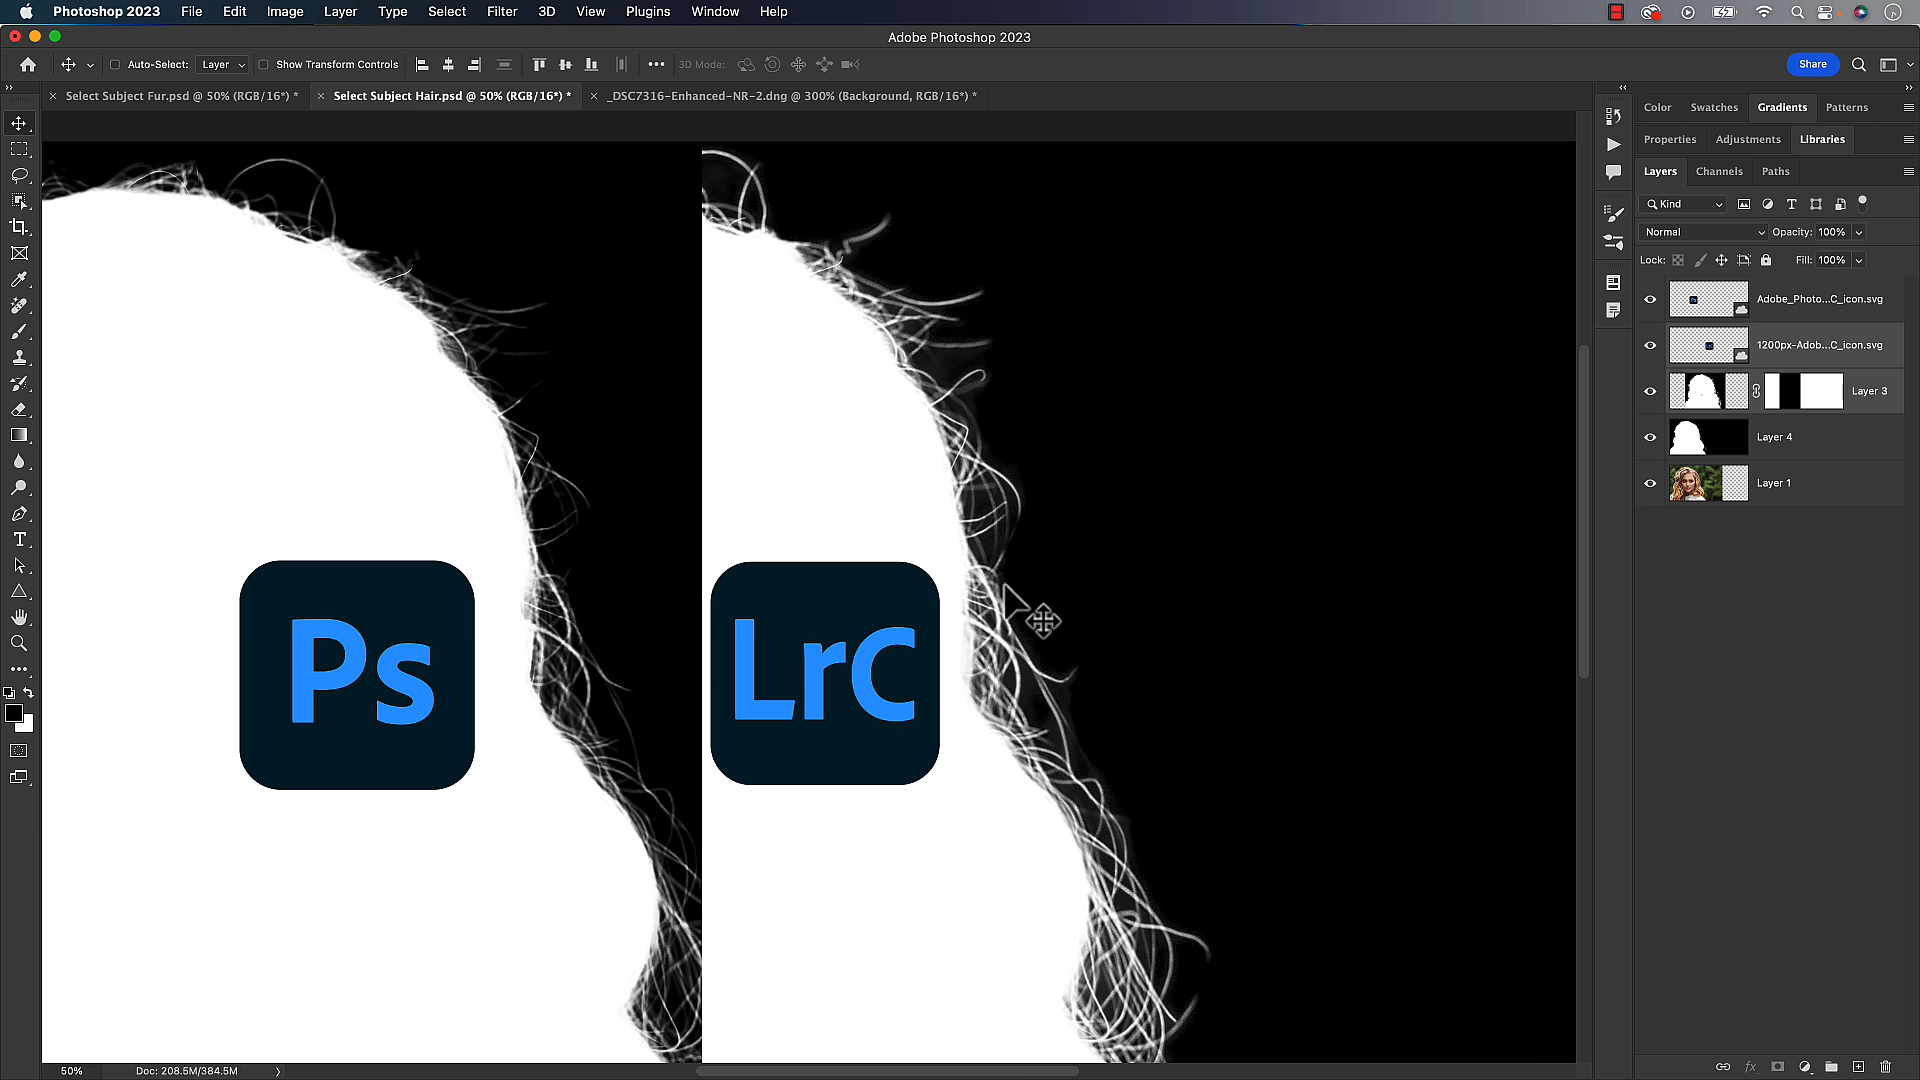 Photoshop 2023 File Edit Image Layer Type Select Filter 3D View Plugins Window Help
Adobe Photoshop 2023
Auto-Select: Layer Show Transform Controls 3D Mode: Share
Select Subject Fur.psd @ 50% (RGB/16*) * Select Subject Hair.psd @ 50% (RGB/16*) * _DSC7316-Enhanced-NR-2.dng @ 300% (Background, RGB/16*) *
Color Swatches Gradients Patterns
Properties Adjustments Libraries
Layers Channels Paths
Kind
Normal Opacity: 100%
Lock: Fill: 100%
Adobe_Photo...C_icon.svg
1200px-Adob...C_icon.svg
Layer 3
Layer 4
Layer 1
Ps LrC
50% Doc: 208.5M/384.5M